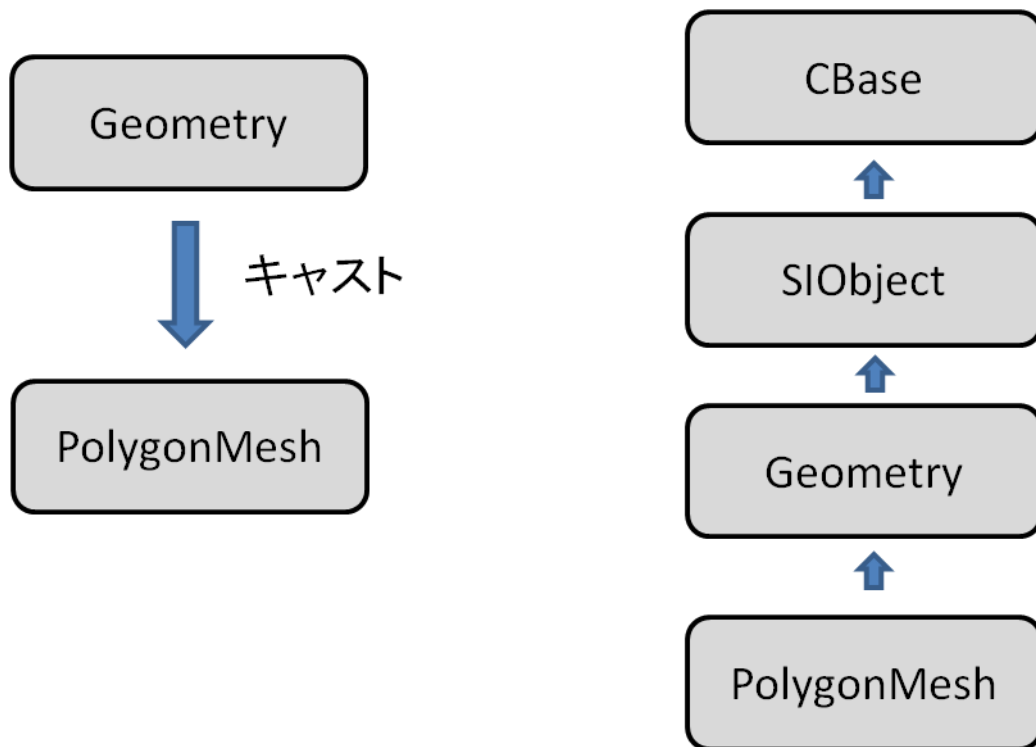 Geometry
キャスト
PolygonMesh
CBase
SIObject
Geometry
PolygonMesh